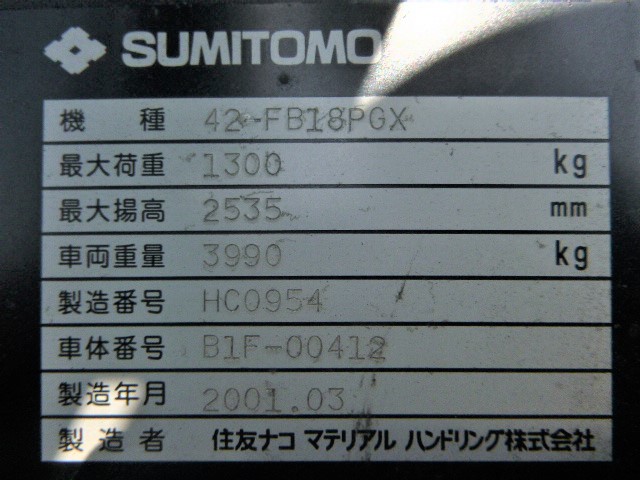 SUMITOMO
機種 42-FB18PGX
最大荷重 1300 kg
最大揚高 2535 mm
車両重量 3990 kg
製造番号 HC0954
車体番号 B1F-00412
製造年月 2001.03
製造者 住友ナコ マテリアル ハンドリング株式会社